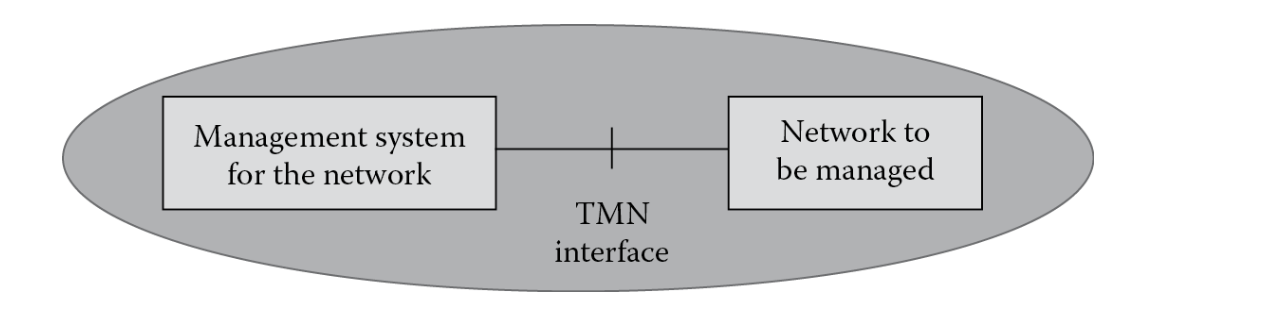 Management system
for the network
TMN
interface
Network to
be managed